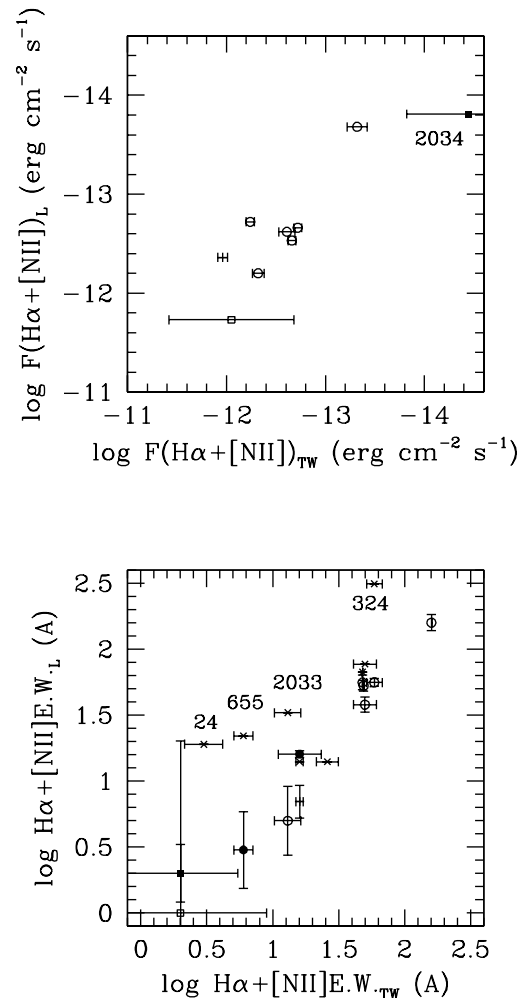 log F(Hα+[NII])L (erg cm−2 s−1)
−14
−13
−12
−11
2034
−11 −12 −13 −14
log F(Hα+[NII])TW (erg cm−2 s−1)
log Hα+[NII]E.W.L (A)
2.5
2
1.5
1
0.5
0
324
2033
655
24
0 0.5 1 1.5 2 2.5
log Hα+[NII]E.W.TW (A)